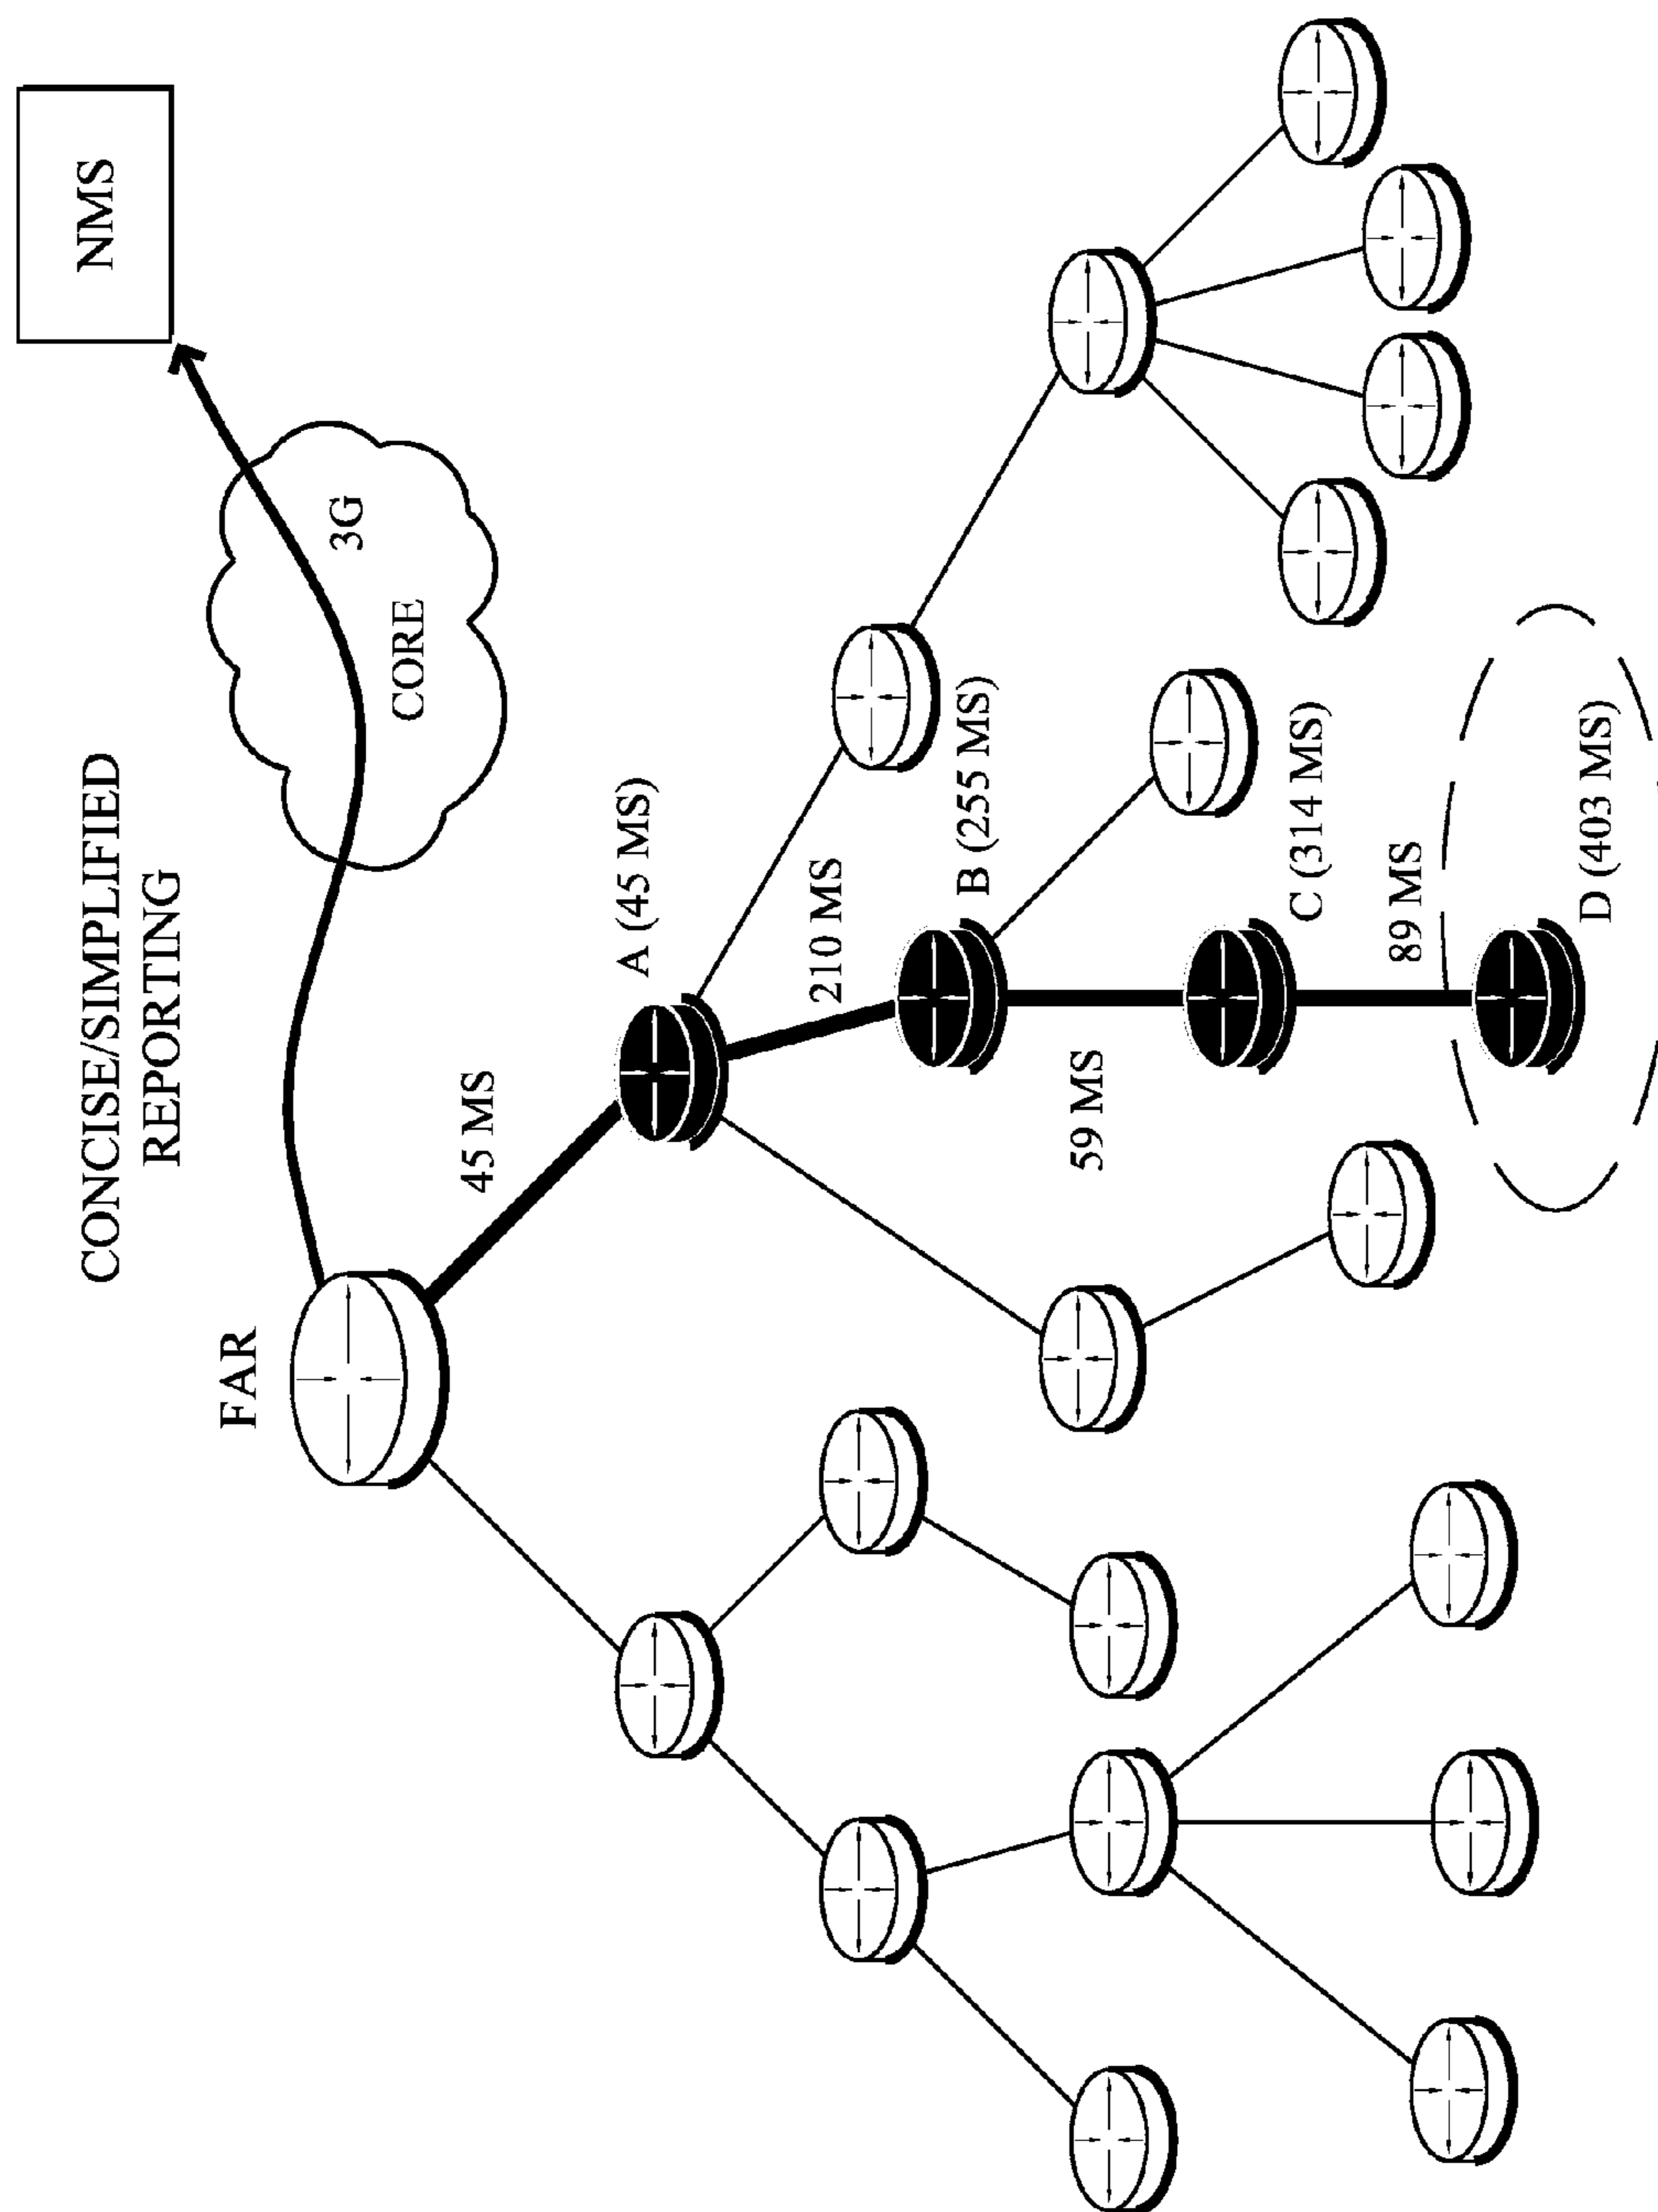 CONCISE/SIMPLIFIED
REPORTING
NMS
3G
CORE
FAR
45 MS
A (45 MS)
210 MS
B (255 MS)
59 MS
C (314 MS)
89 MS
D (403 MS)